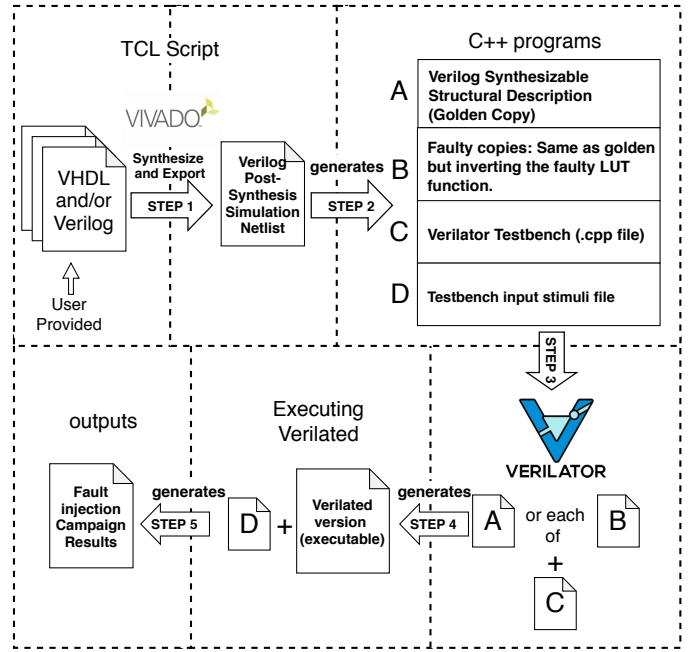 TCL Script
C++ programs
VIVADO
Synthesize
and Export
STEP 1
VHDL
and/or
Verilog
User
Provided
Verilog
Post-
Synthesis
Simulation
Netlist
generates
STEP 2
A
Verilog Synthesizable
Structural Description
(Golden Copy)
B
Faulty copies: Same as golden
but inverting the faulty LUT
function.
C
Verilator Testbench (.cpp file)
D
Testbench input stimuli file
STEP 3
VERILATOR
A
or each
of
B
+
C
generates
STEP 4
Executing
Verilated
Verilated
version
(executable)
+
D
generates
STEP 5
outputs
Fault
injection
Campaign
Results